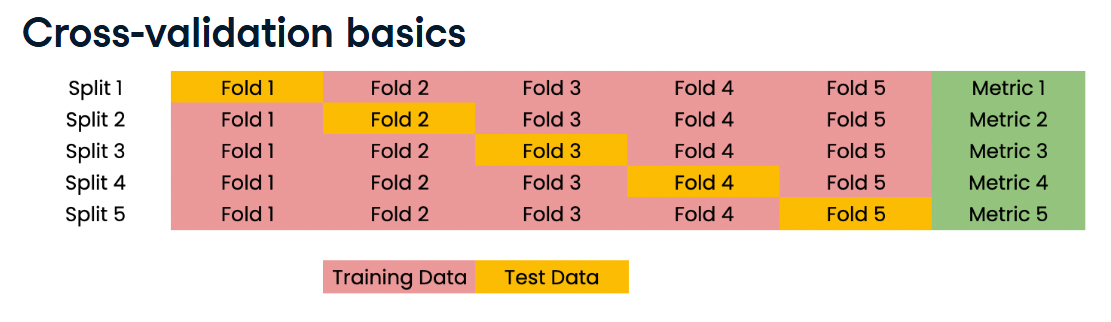 Cross-validation basics
Split 1 Fold 1 Fold 2 Fold 3 Fold 4 Fold 5 Metric 1
Split 2 Fold 1 Fold 2 Fold 3 Fold 4 Fold 5 Metric 2
Split 3 Fold 1 Fold 2 Fold 3 Fold 4 Fold 5 Metric 3
Split 4 Fold 1 Fold 2 Fold 3 Fold 4 Fold 5 Metric 4
Split 5 Fold 1 Fold 2 Fold 3 Fold 4 Fold 5 Metric 5
Training Data Test Data